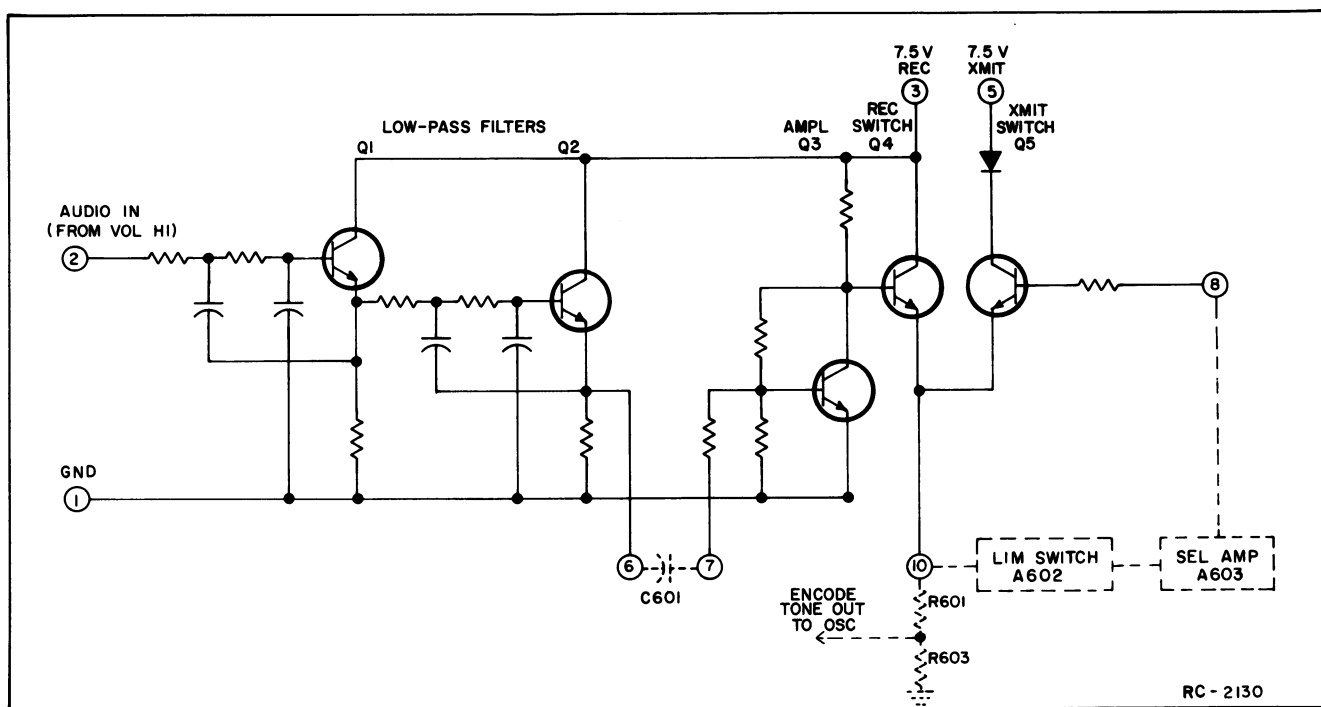 7.5 V
REC
3
7.5 V
XMIT
5
LOW-PASS FILTERS
Q1
Q2
AMPL
Q3
REC
SWITCH
Q4
XMIT
SWITCH
Q5
AUDIO IN
(FROM VOL HI)
2
8
GND
1
6
C601
7
10
LIM SWITCH
A602
SEL AMP
A603
ENCODE
TONE OUT
TO OSC
R601
R603
RC-2130